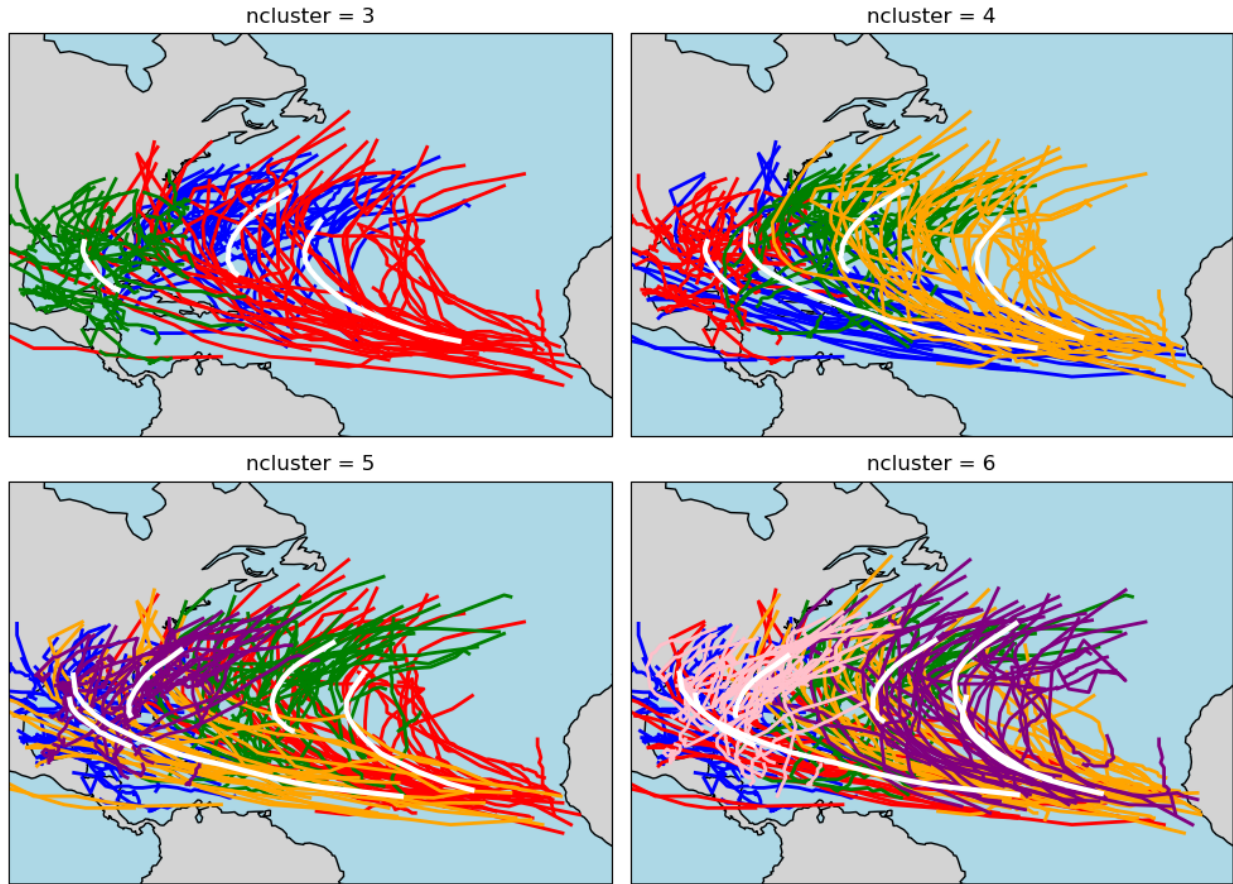 ncluster = 3
ncluster = 4
ncluster = 5
ncluster = 6